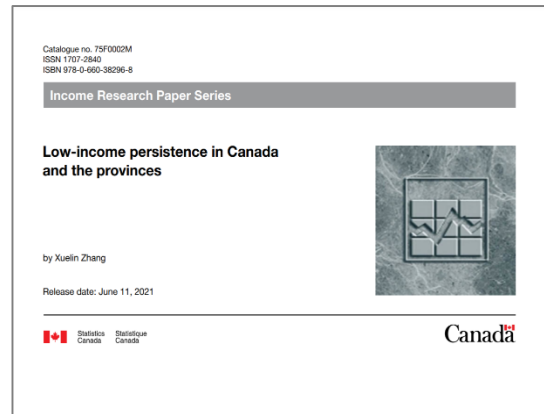 Catalogue no. 75F0002M
ISSN 1707-2840
ISBN 978-0-660-38296-8
Income Research Paper Series
Low-income persistence in Canada
and the provinces
by Xuelin Zhang
Release date: June 11, 2021
Statistics Statistique
Canada Canada
Canada